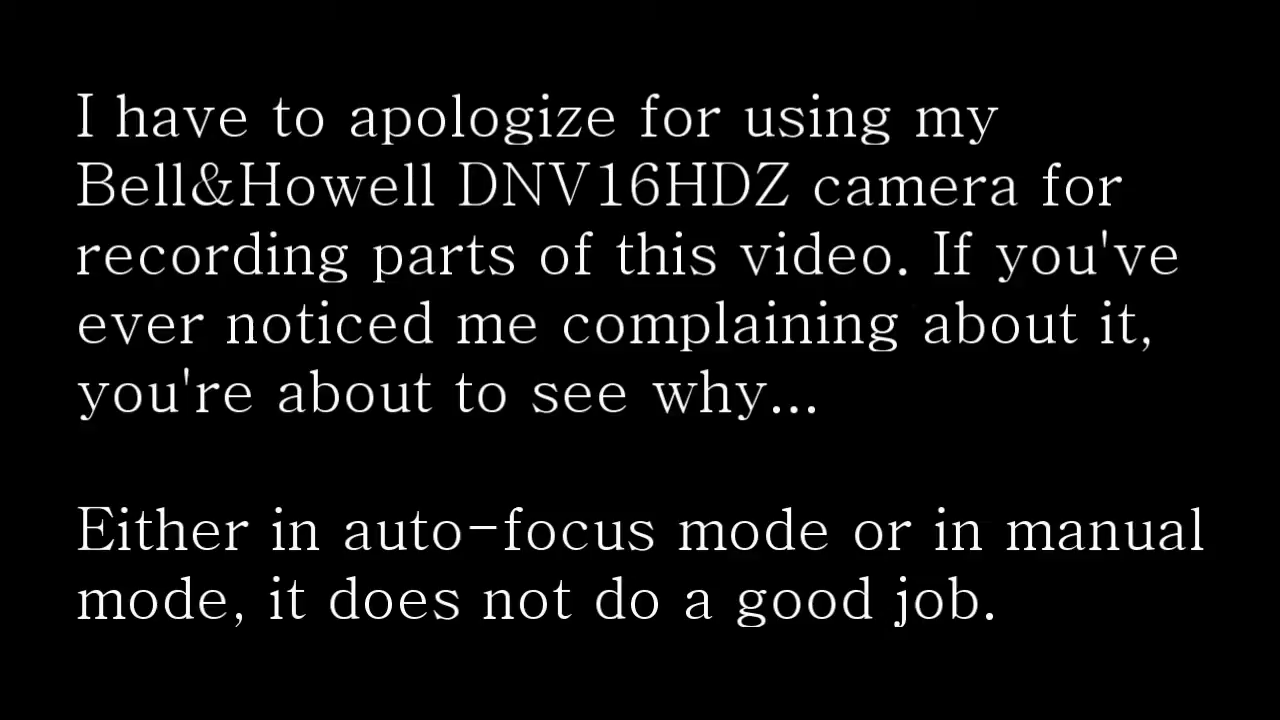 I have to apologize for using my
Bell&Howell DNV16HDZ camera for
recording parts of this video. If you've
ever noticed me complaining about it,
you're about to see why...
Either in auto-focus mode or in manual
mode, it does not do a good job.